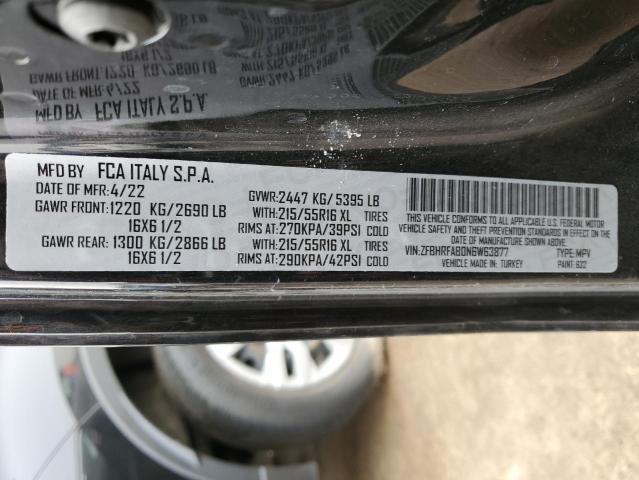 MFD BY FCA ITALY S.P.A.
DATE OF MFR: 4/22 GVWR: 2447 KG/ 5395 LB
GAWR FRONT: 1220 KG/2690 LB WITH: 215/55R16 XL TIRES
16X6 1/2 RIMS AT: 270KPA/39PSI COLD
GAWR REAR: 1300 KG/2866 LB WITH: 215/55R16 XL TIRES
16X6 1/2 RIMS AT: 290KPA/42PSI COLD
THIS VEHICLE CONFORMS TO ALL APPLICABLE U.S. FEDERAL MOTOR
VEHICLE SAFETY AND THEFT PREVENTION STANDARDS IN EFFECT
ON THE DATE OF MANUFACTURE SHOWN ABOVE.
VIN: ZFBHRFAB0N6W63877 TYPE: MPV
VEHICLE MADE IN: TURKEY PAINT: 632